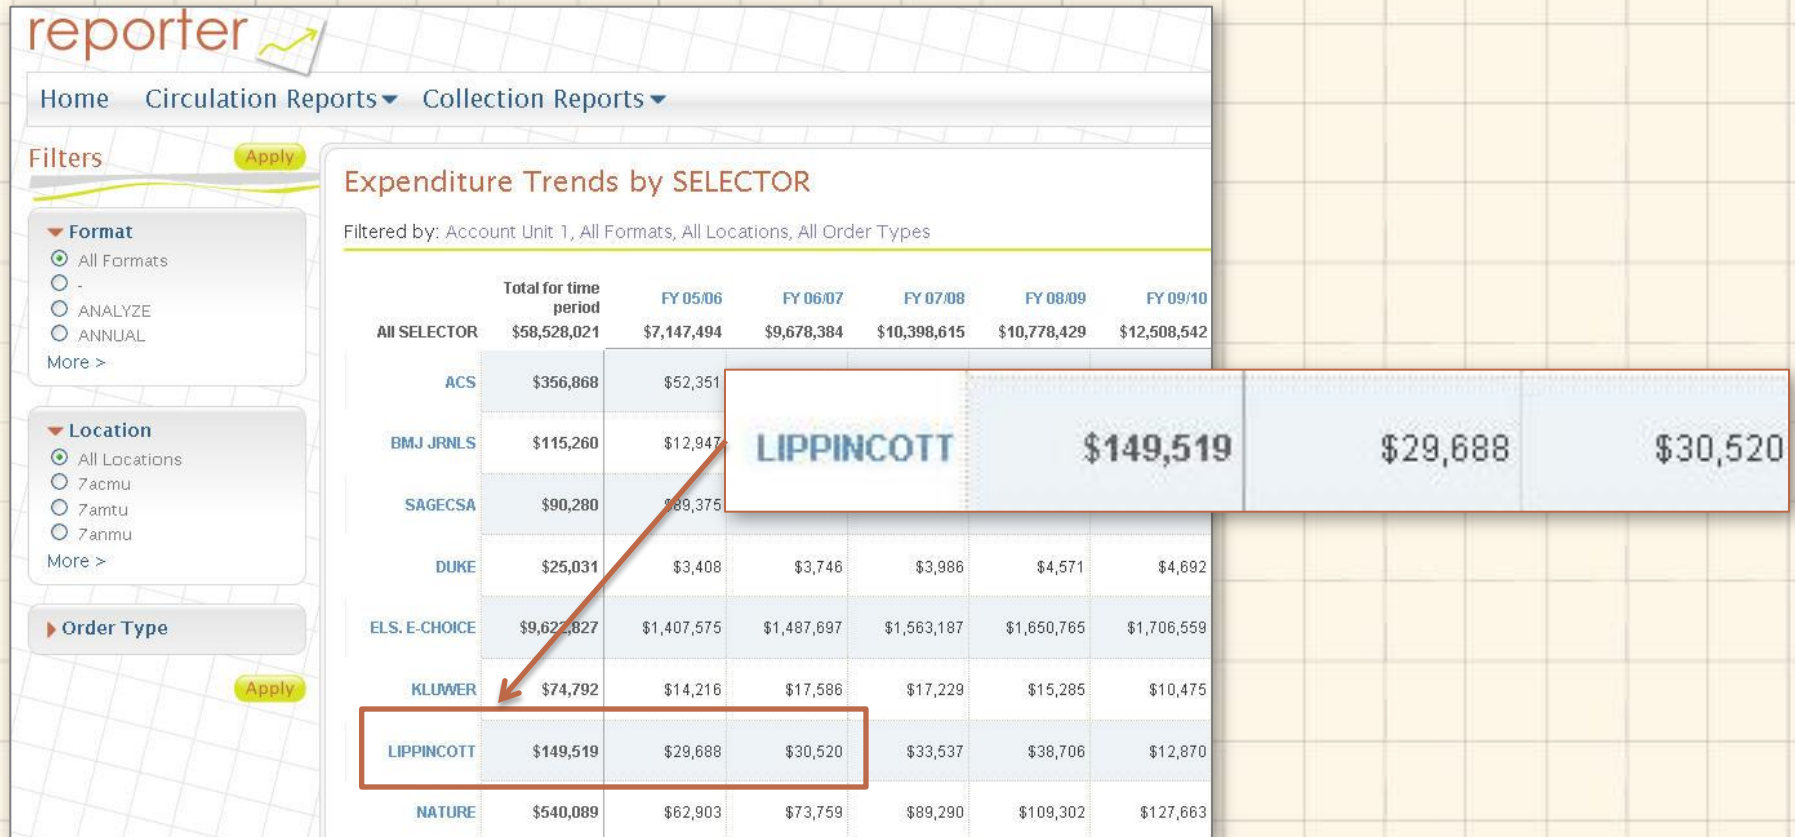 reporter
Home Circulation Reports Collection Reports
Filters Apply
Format
All Formats
-
ANALYZE
ANNUAL
More >
Location
All Locations
7acmu
7amtu
7anmu
More >
Order Type
Apply
Expenditure Trends by SELECTOR
Filtered by: Account Unit 1, All Formats, All Locations, All Order Types
Total for time period FY 05/06 FY 06/07 FY 07/08 FY 08/09 FY 09/10
All SELECTOR $58,528,021 $7,147,494 $9,678,384 $10,398,615 $10,778,429 $12,508,542
ACS $356,868 $52,351
BMJ JRNLS $115,260 $12,947
SAGECSA $90,280 $89,375
DUKE $25,031 $3,408 $3,746 $3,986 $4,571 $4,692
ELS. E-CHOICE $9,622,827 $1,407,575 $1,487,697 $1,563,187 $1,650,765 $1,706,559
KLUWER $74,792 $14,216 $17,586 $17,229 $15,285 $10,475
LIPPINCOTT $149,519 $29,688 $30,520 $33,537 $38,706 $12,870
NATURE $540,089 $62,903 $73,759 $89,290 $109,302 $127,663
LIPPINCOTT $149,519 $29,688 $30,520